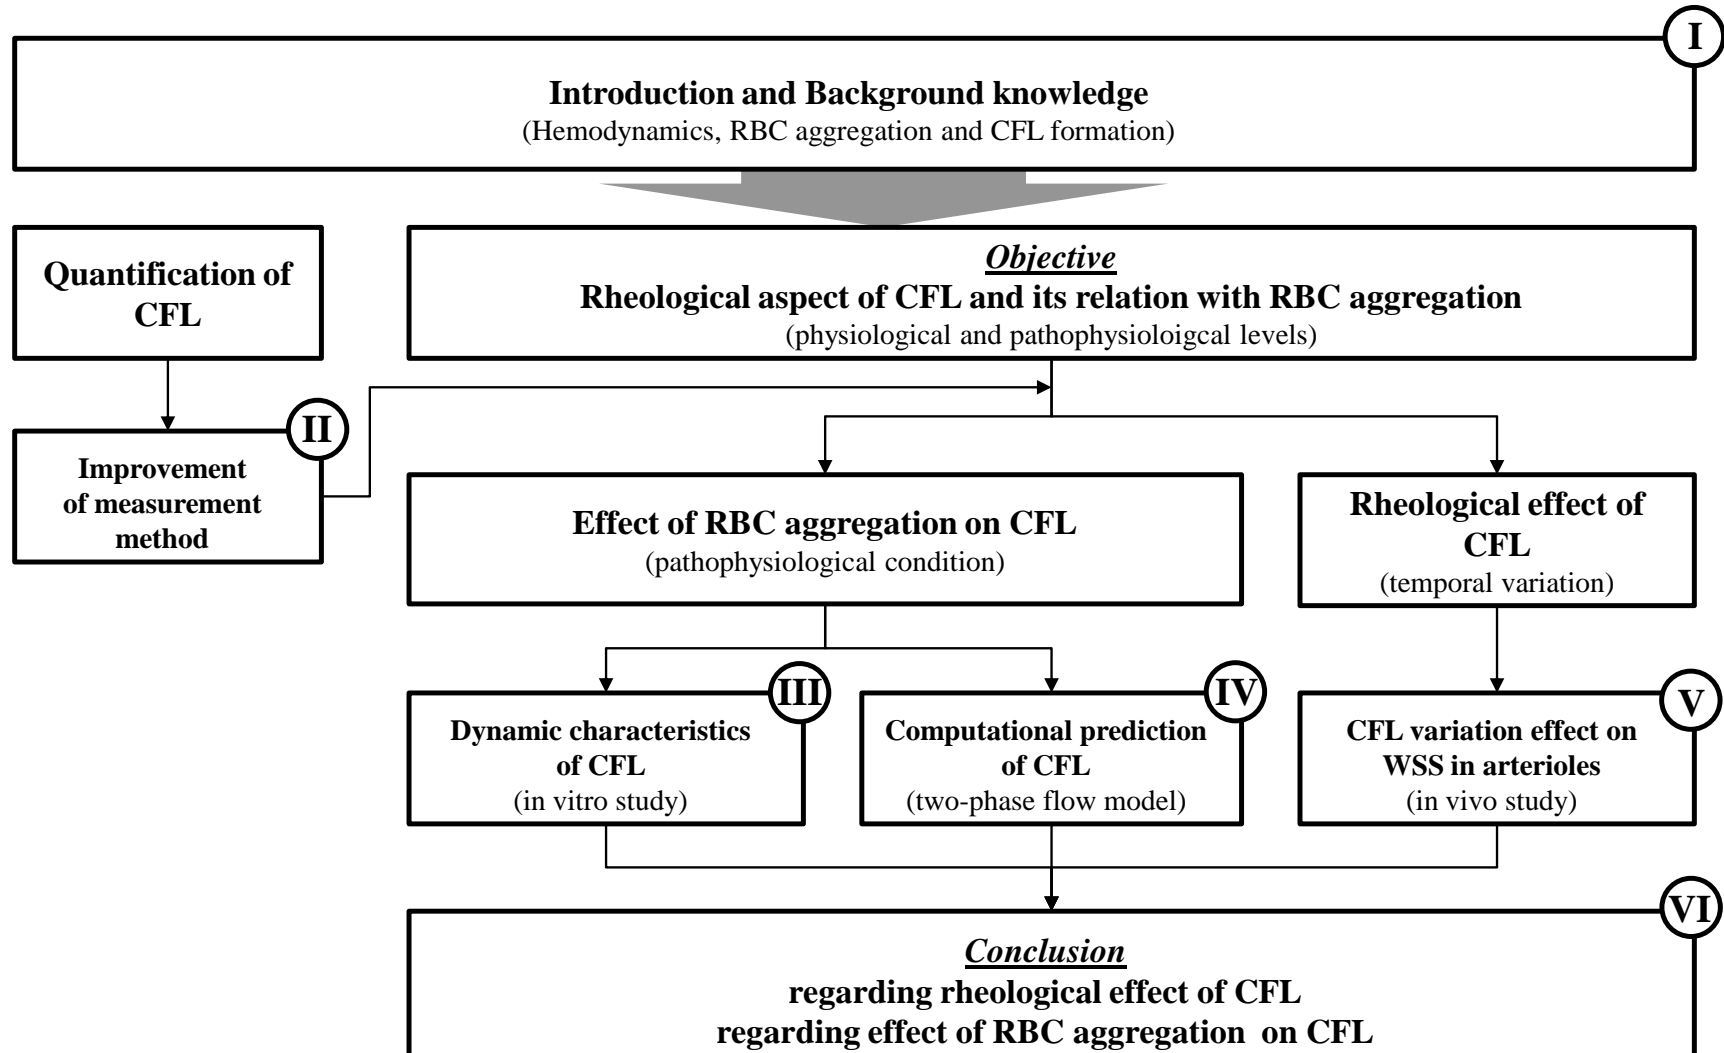 I
Introduction and Background knowledge
(Hemodynamics, RBC aggregation and CFL formation)
Quantification of
CFL
Objective
Rheological aspect of CFL and its relation with RBC aggregation
(physiological and pathophysioloigcal levels)
II
Improvement
of measurement
method
Effect of RBC aggregation on CFL
(pathophysiological condition)
Rheological effect of
CFL
(temporal variation)
III
Dynamic characteristics
of CFL
(in vitro study)
IV
Computational prediction
of CFL
(two-phase flow model)
V
CFL variation effect on
WSS in arterioles
(in vivo study)
VI
Conclusion
regarding rheological effect of CFL
regarding effect of RBC aggregation on CFL